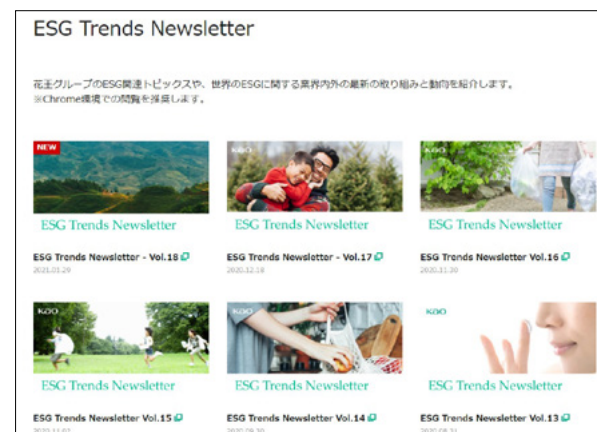 ESG Trends Newsletter
花王グループのESG関連トピックスや、世界のESGに関する業界内外の最新の取り組みと動向を紹介します。
※Chrome環境での閲覧を推奨します。
NEW
Kao
Kao
ESG Trends Newsletter
ESG Trends Newsletter
ESG Trends Newsletter
ESG Trends Newsletter - Vol.18
ESG Trends Newsletter - Vol.17
ESG Trends Newsletter Vol.16
2021.01.29
2020.12.18
2020.11.30
Kao
Kao
Kao
ESG Trends Newsletter
ESG Trends Newsletter
ESG Trends Newsletter
ESG Trends Newsletter Vol.15
ESG Trends Newsletter Vol.14
ESG Trends Newsletter Vol.13